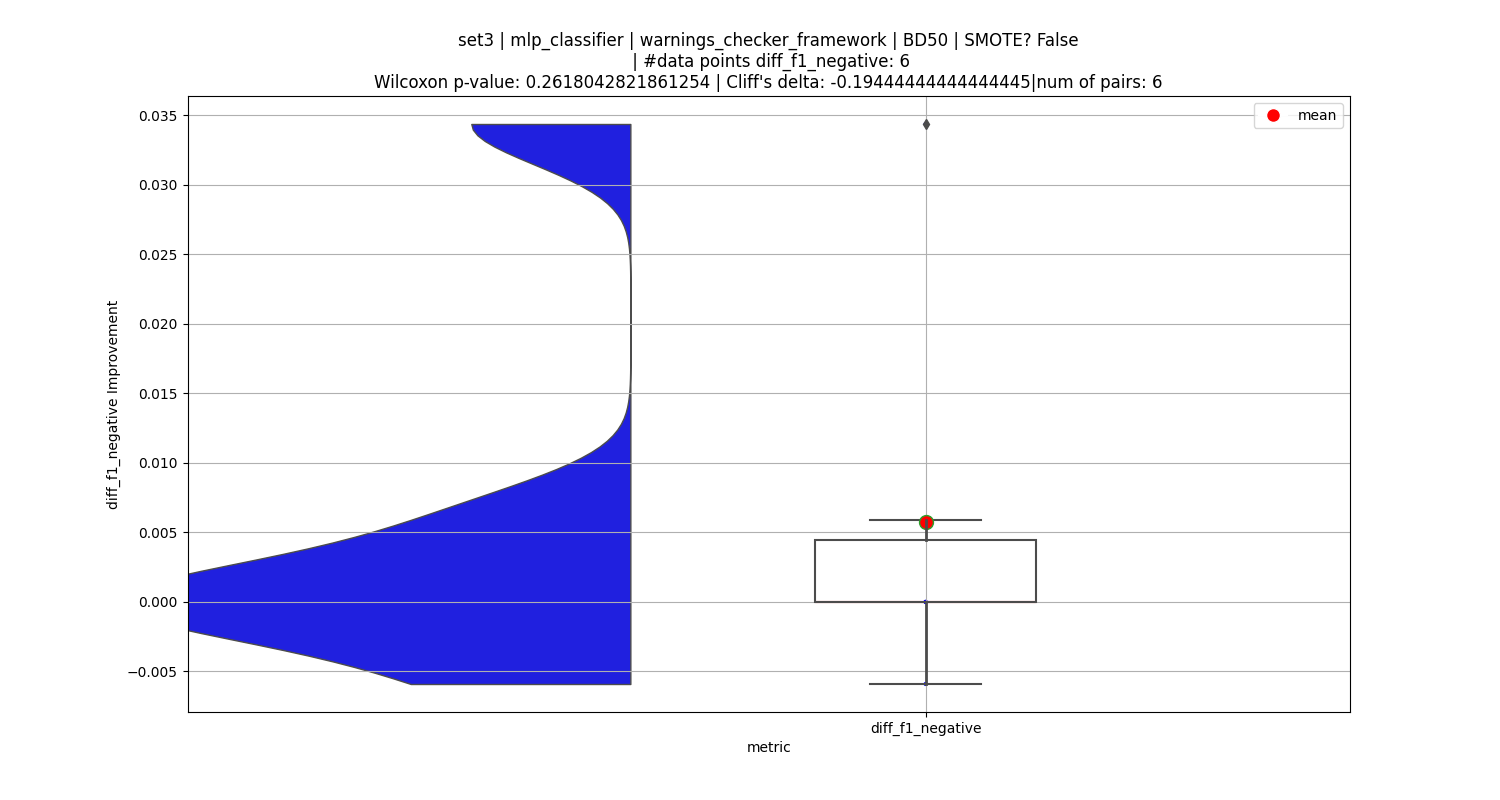 set3 | mlp_classifier | warnings_checker_framework | BD50 | SMOTE? False
| #data points diff_f1_negative: 6
Wilcoxon p-value: 0.2618042821861254 | Cliff's delta: -0.19444444444444445|num of pairs: 6
mean
0.035
0.030
0.025
0.020
0.015
0.010
0.005
0.000
−0.005
diff_f1_negative Improvement
diff_f1_negative
metric